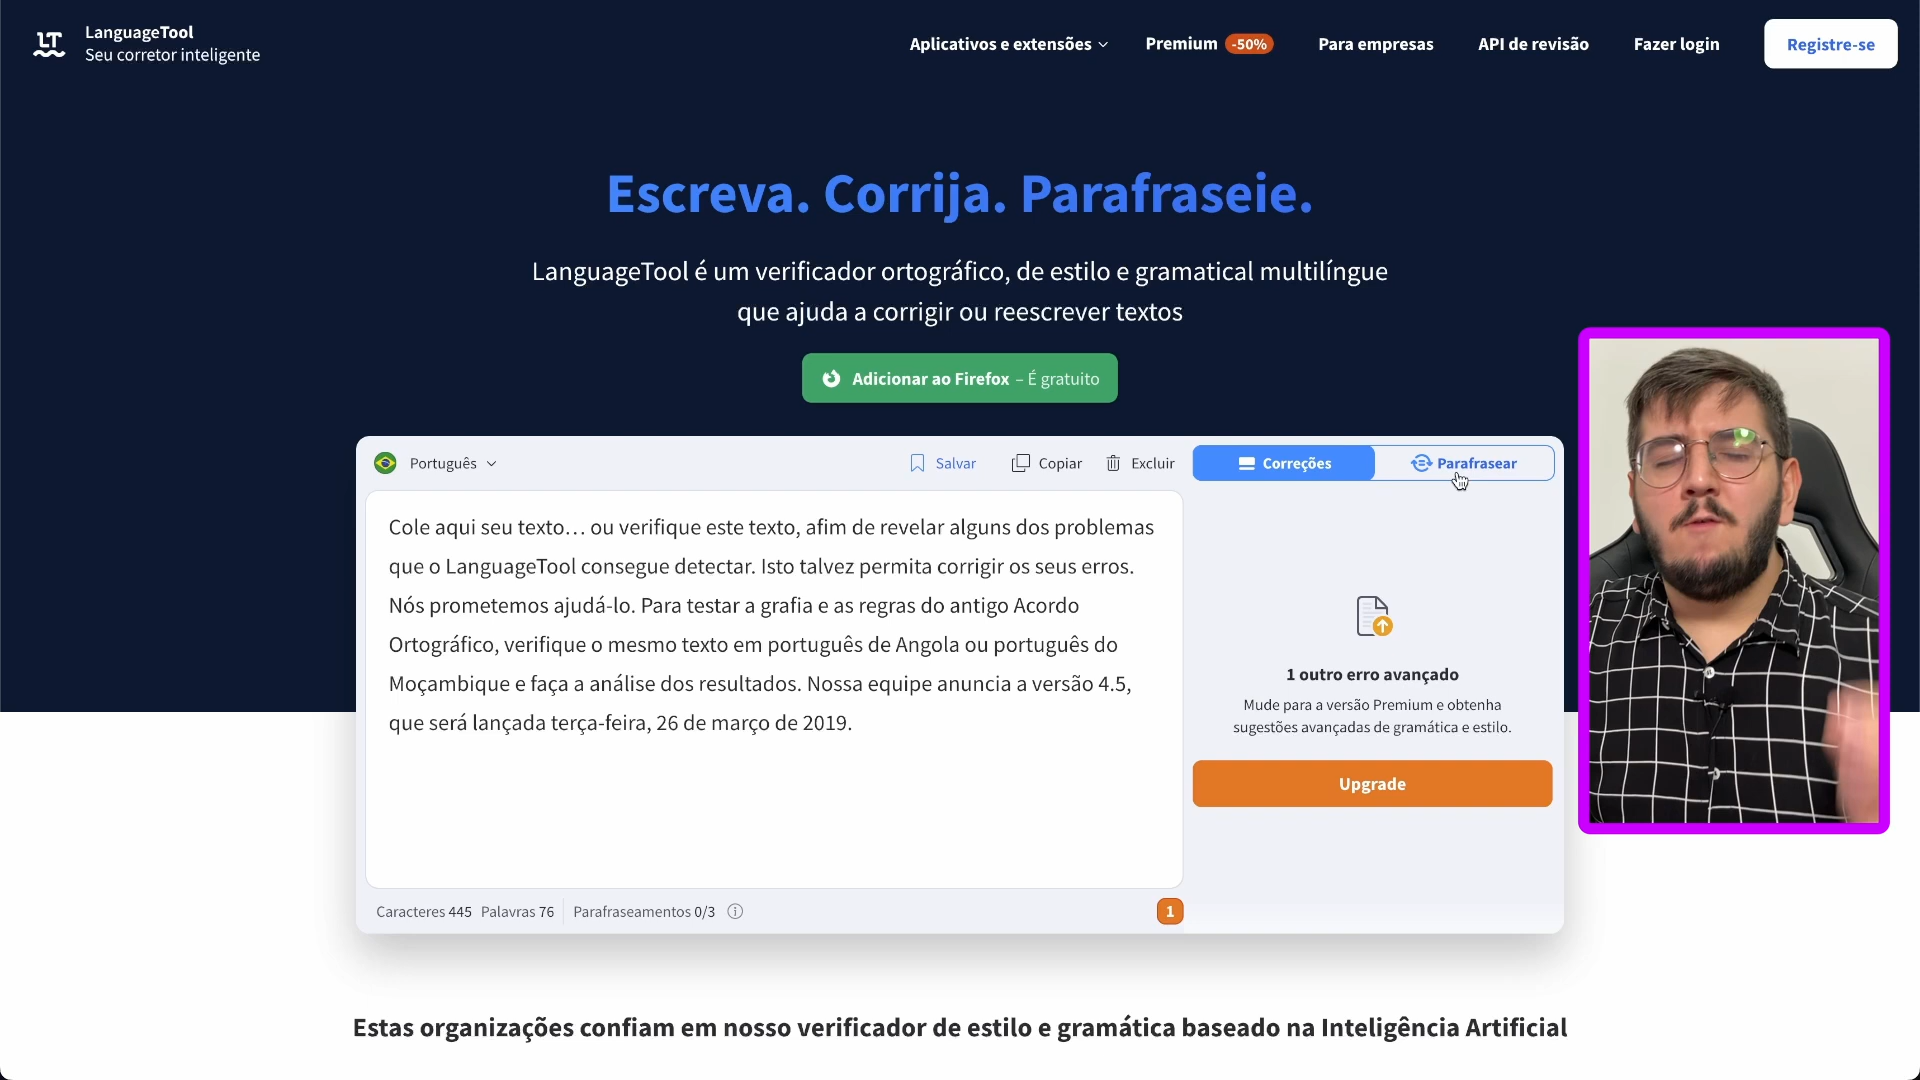 LT
LanguageTool
Seu corretor inteligente
Aplicativos e extensões
Premium -50%
Para empresas
API de revisão
Fazer login
Registre-se
Escreva. Corrija. Parafraseie.
LanguageTool é um verificador ortográfico, de estilo e gramatical multilíngue
que ajuda a corrigir ou reescrever textos
Adicionar ao Firefox – É gratuito
Português
Salvar
Copiar
Excluir
Correções
Parafrasear
Cole aqui seu texto… ou verifique este texto, afim de revelar alguns dos problemas
que o LanguageTool consegue detectar. Isto talvez permita corrigir os seus erros.
Nós prometemos ajudá-lo. Para testar a grafia e as regras do antigo Acordo
Ortográfico, verifique o mesmo texto em português de Angola ou português do
Moçambique e faça a análise dos resultados. Nossa equipe anuncia a versão 4.5,
que será lançada terça-feira, 26 de março de 2019.
1 outro erro avançado
Mude para a versão Premium e obtenha
sugestões avançadas de gramática e estilo.
Upgrade
Caracteres 445 Palavras 76 Parafraseamentos 0/3
1
Estas organizações confiam em nosso verificador de estilo e gramática baseado na Inteligência Artificial